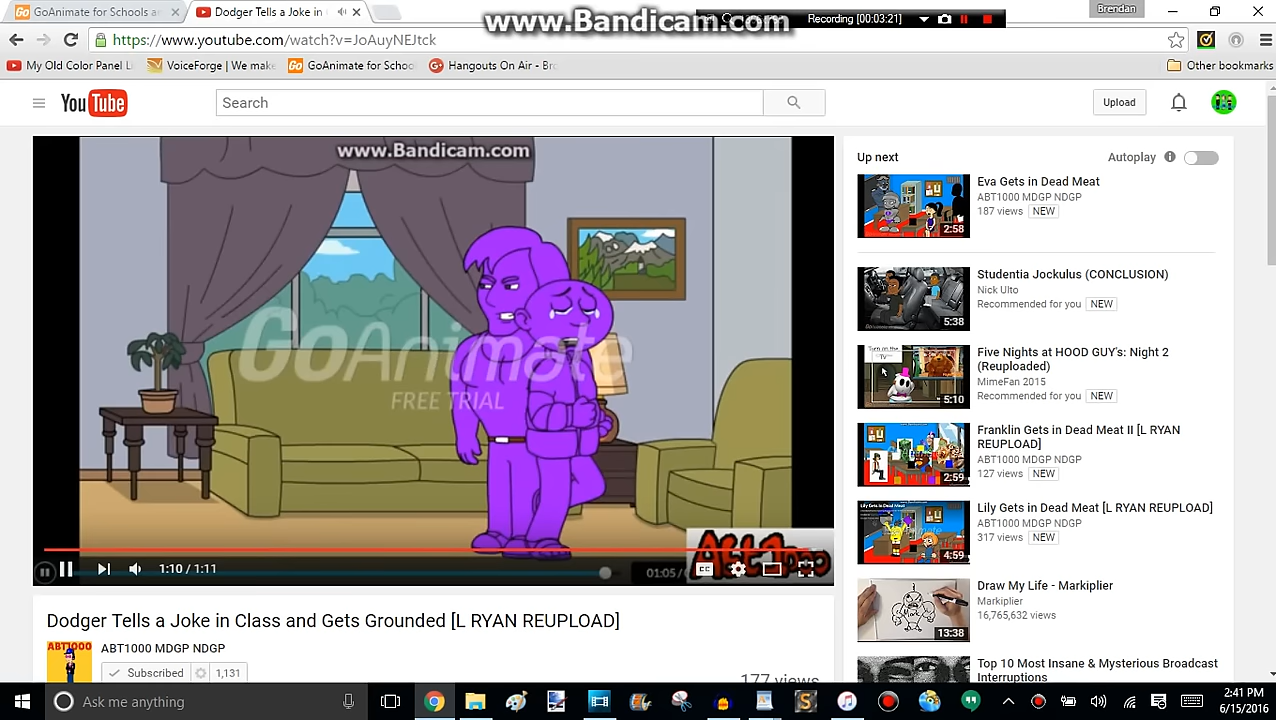 www.Bandicam.com
Recording [00:03:21]
Brendan
GoAnimate for Schools a
Dodger Tells a Joke in
https://www.youtube.com/watch?v=JoAuyNEJtck
My Old Color Panel L
VoiceForge | We make
GoAnimate for Schoo
Hangouts On Air - Br
Other bookmarks
YouTube
Search
Upload
www.Bandicam.com
GoAnimate
FREE TRIAL
1:10 / 1:11
01:05/
CC
Dodger Tells a Joke in Class and Gets Grounded [L RYAN REUPLOAD]
ABT1000
ABT1000 MDGP NDGP
Subscribed
1,131
177 views
Up next
Autoplay
Eva Gets in Dead Meat
ABT1000 MDGP NDGP
187 views NEW
2:58
Studentia Jockulus (CONCLUSION)
Nick Ulto
Recommended for you NEW
5:38
Five Nights at HOOD GUY's: Night 2
(Reuploaded)
MimeFan 2015
Recommended for you NEW
5:10
Franklin Gets in Dead Meat II [L RYAN
REUPLOAD]
ABT1000 MDGP NDGP
127 views NEW
2:59
Lily Gets in Dead Meat [L RYAN REUPLOAD]
ABT1000 MDGP NDGP
317 views NEW
4:59
Draw My Life - Markiplier
Markiplier
16,765,632 views
13:38
Top 10 Most Insane & Mysterious Broadcast
Interruptions
Ask me anything
2:41 PM
6/15/2016